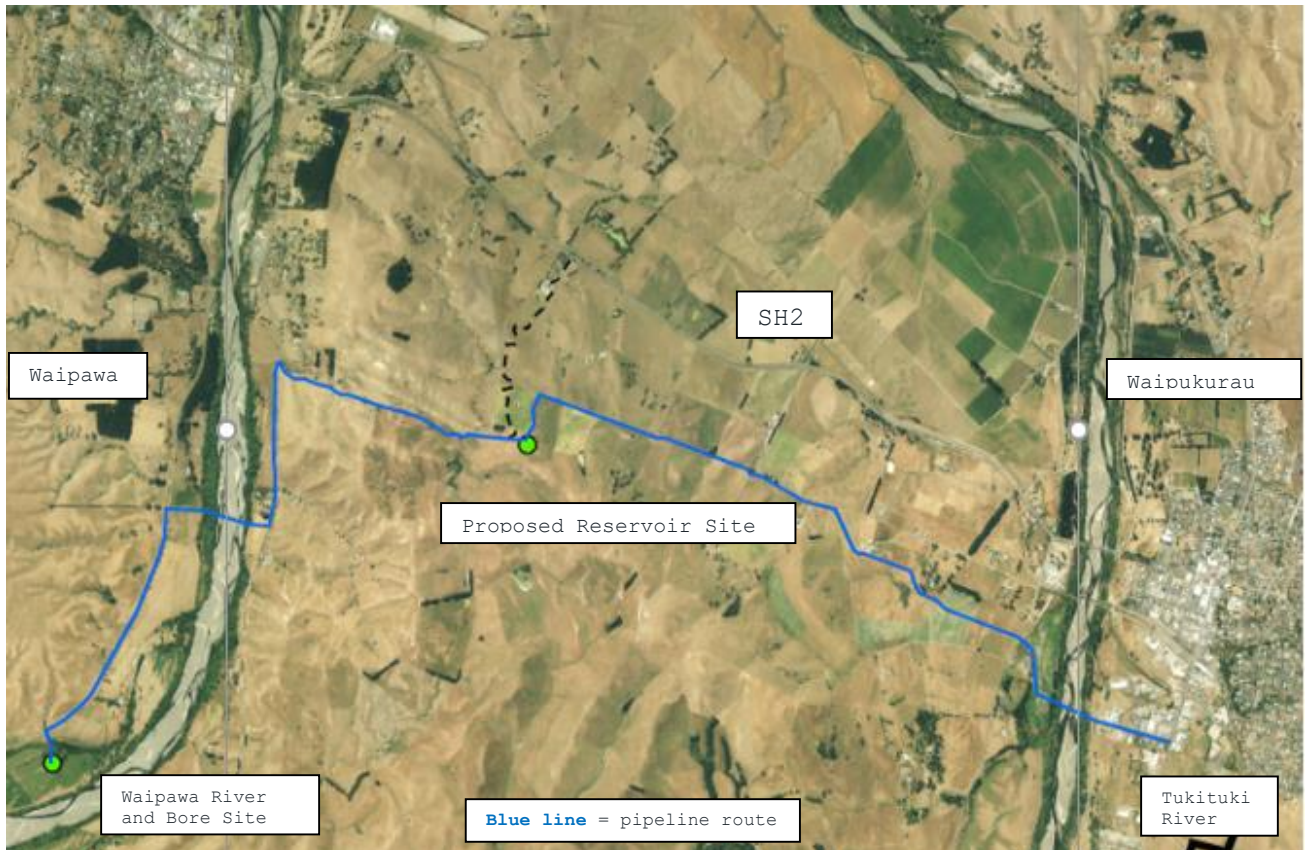 SH2
Waipawa
Waipukurau
Proposed Reservoir Site
Waipawa River
and Bore Site
Blue line = pipeline route
Tukituki
River